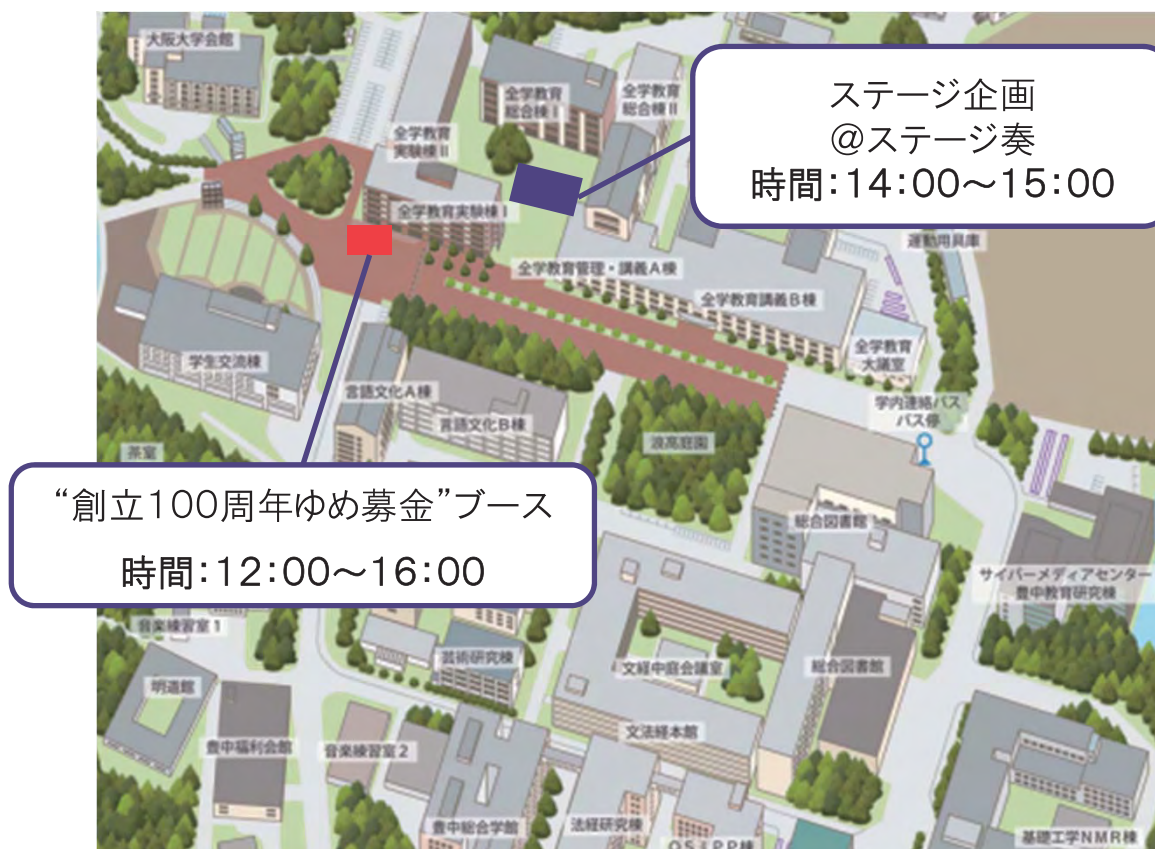 大阪大学会館
全学教育
総合棟Ⅰ
全学教育
総合棟Ⅱ
ステージ企画
@ステージ奏
時間:14:00〜15:00
全学教育
実験棟Ⅱ
全学教育実験棟Ⅰ
運動用具庫
全学教育管理・講義A棟
全学教育講義B棟
全学教育
大講室
学生交流棟
言語文化A棟
言語文化B棟
学内連絡バス
バス停
浪高庭園
茶室
“創立100周年ゆめ募金”ブース
時間:12:00〜16:00
総合図書館
サイバーメディアセンター
豊中教育研究棟
音楽練習室1
芸術研究棟
文経中庭会議室
総合図書館
明道館
豊中福利会館
音楽練習室2
文法経本館
豊中総合学館
法経研究棟
OSIPP棟
基礎工学NMR棟